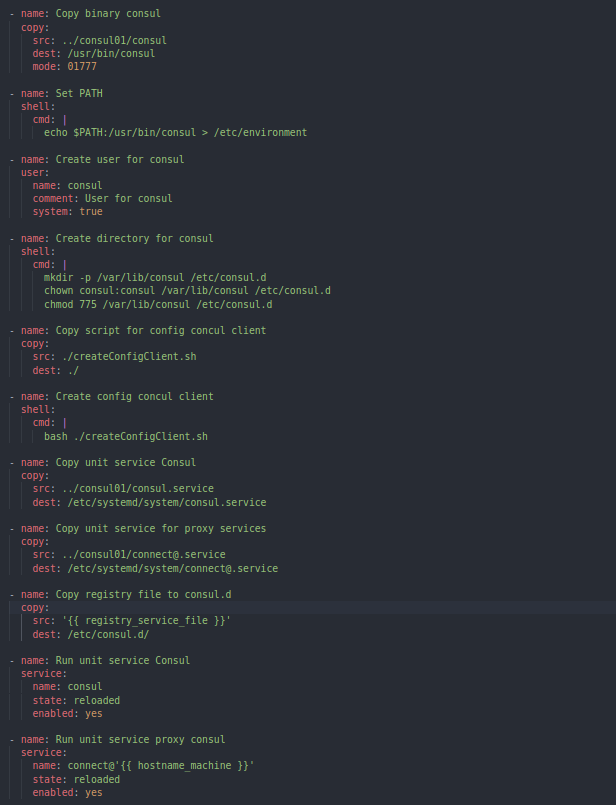 - name: Copy binary consul
  copy:
    src: ../consul01/consul
    dest: /usr/bin/consul
    mode: 01777
- name: Set PATH
  shell:
    cmd: |
      echo $PATH:/usr/bin/consul > /etc/environment
- name: Create user for consul
  user:
    name: consul
    comment: User for consul
    system: true
- name: Create directory for consul
  shell:
    cmd: |
      mkdir -p /var/lib/consul /etc/consul.d
      chown consul:consul /var/lib/consul /etc/consul.d
      chmod 775 /var/lib/consul /etc/consul.d
- name: Copy script for config concul client
  copy:
    src: ./createConfigClient.sh
    dest: ./
- name: Create config concul client
  shell:
    cmd: |
      bash ./createConfigClient.sh
- name: Copy unit service Consul
  copy:
    src: ../consul01/consul.service
    dest: /etc/systemd/system/consul.service
- name: Copy unit service for proxy services
  copy:
    src: ../consul01/connect@.service
    dest: /etc/systemd/system/connect@.service
- name: Copy registry file to consul.d
  copy:
    src: '{{ registry_service_file }}'
    dest: /etc/consul.d/
- name: Run unit service Consul
  service:
    name: consul
    state: reloaded
    enabled: yes
- name: Run unit service proxy consul
  service:
    name: connect@'{{ hostname_machine }}'
    state: reloaded
    enabled: yes